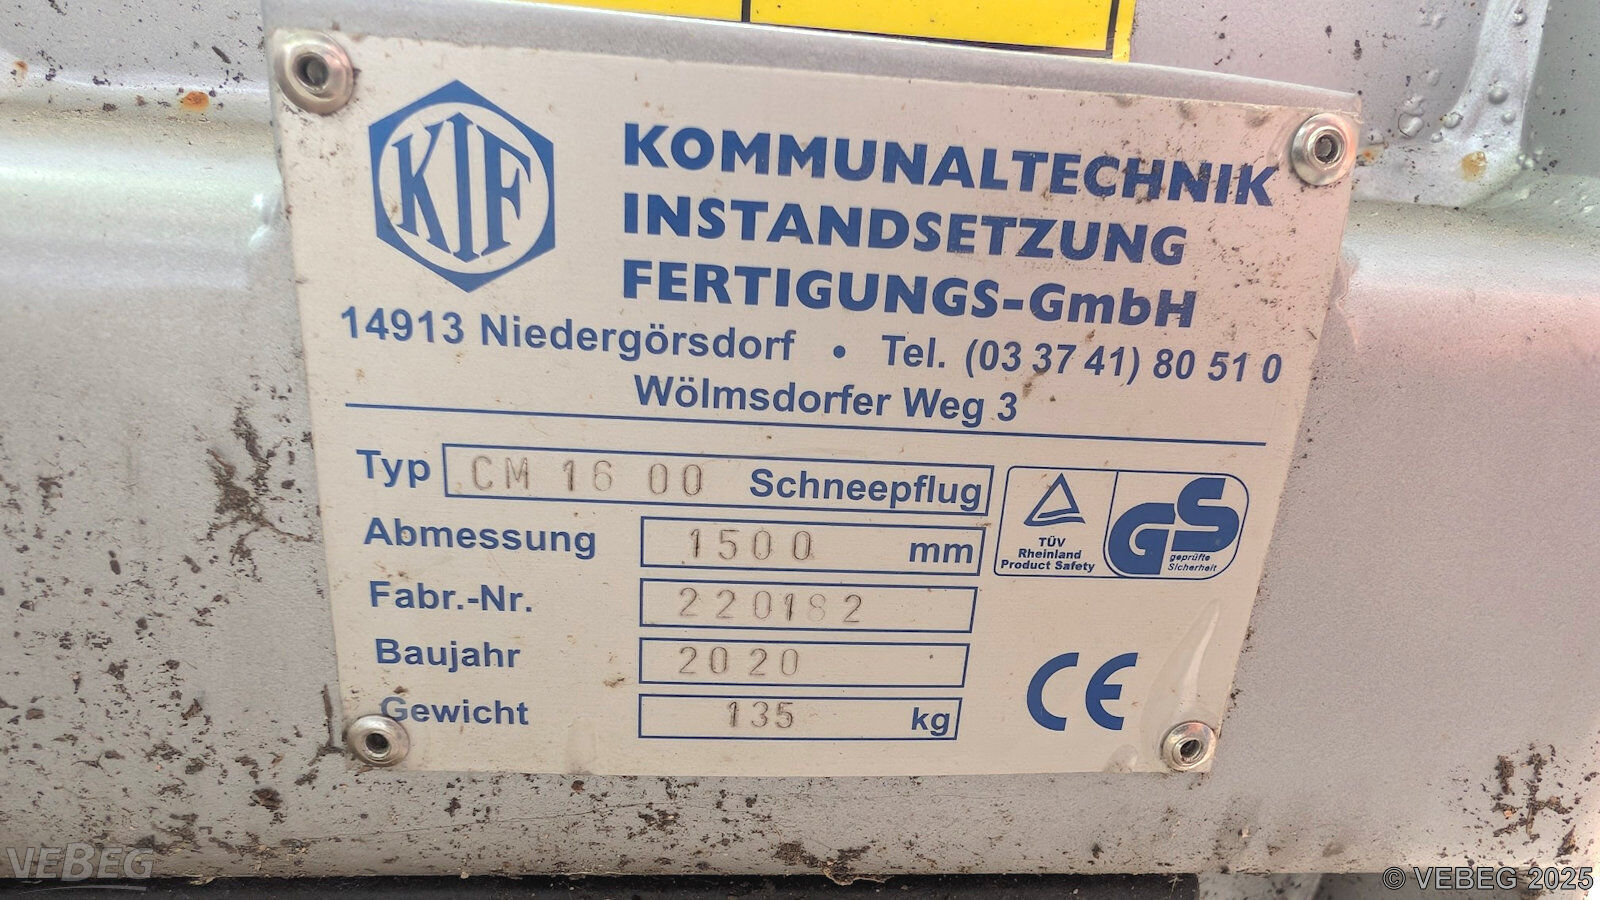 KIF
KOMMUNALTECHNIK
INSTANDSETZUNG
FERTIGUNGS-GmbH
14913 Niedergörsdorf • Tel. (03 37 41) 80 51 0
Wölmsdorfer Weg 3
Typ CM 16 00 Schneepflug
Abmessung 1500 mm
Fabr.-Nr. 220182
Baujahr 2020
Gewicht 135 kg
TÜV
Rheinland
Product Safety
GS
geprüfte
Sicherheit
CE
VEBEG
© VEBEG 2025